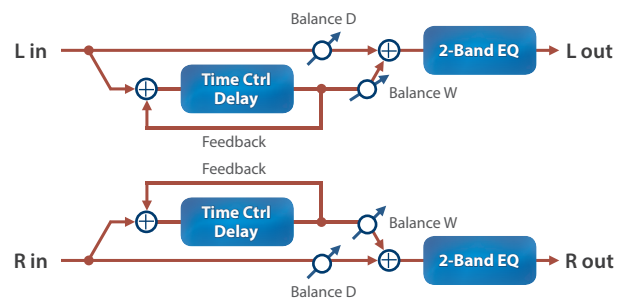 Balance D
L in
2-Band EQ
L out
Time Ctrl
Delay
Balance W
Feedback
Feedback
Time Ctrl
Delay
Balance W
R in
2-Band EQ
R out
Balance D